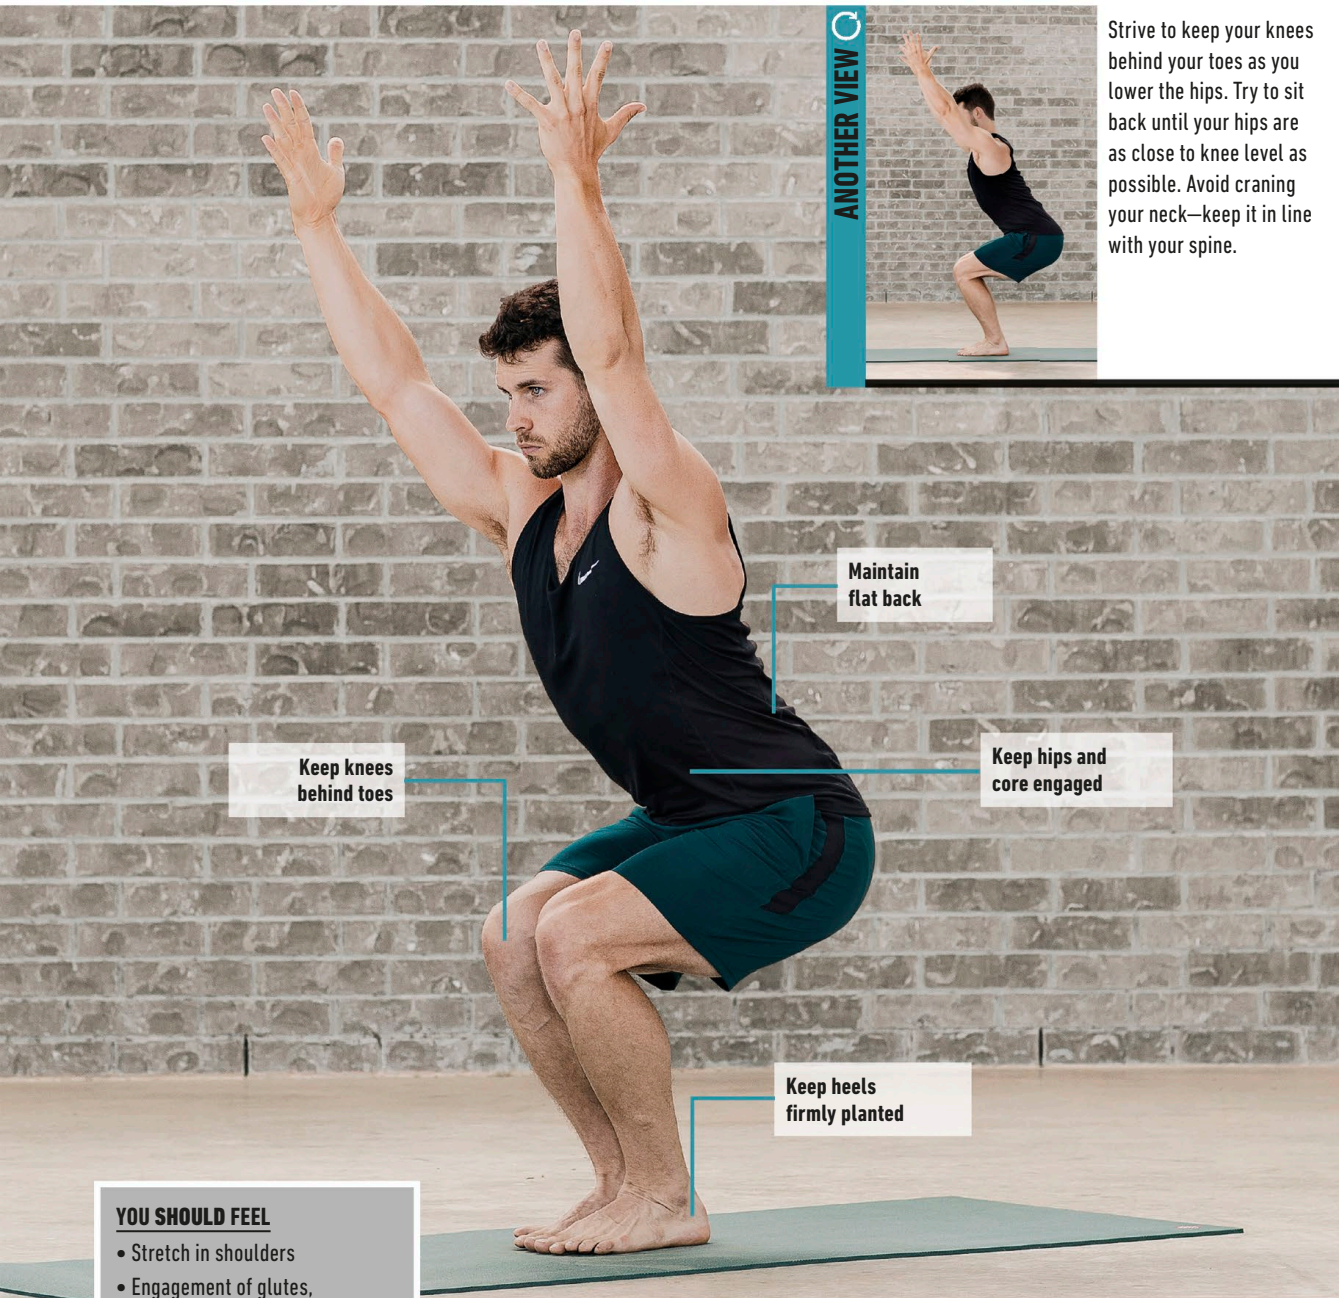 ANOTHER VIEW
Strive to keep your knees
behind your toes as you
lower the hips. Try to sit
back until your hips are
as close to knee level as
possible. Avoid craning
your neck—keep it in line
with your spine.
Maintain
flat back
Keep knees
behind toes
Keep hips and
core engaged
Keep heels
firmly planted
YOU SHOULD FEEL
• Stretch in shoulders
• Engagement of glutes,